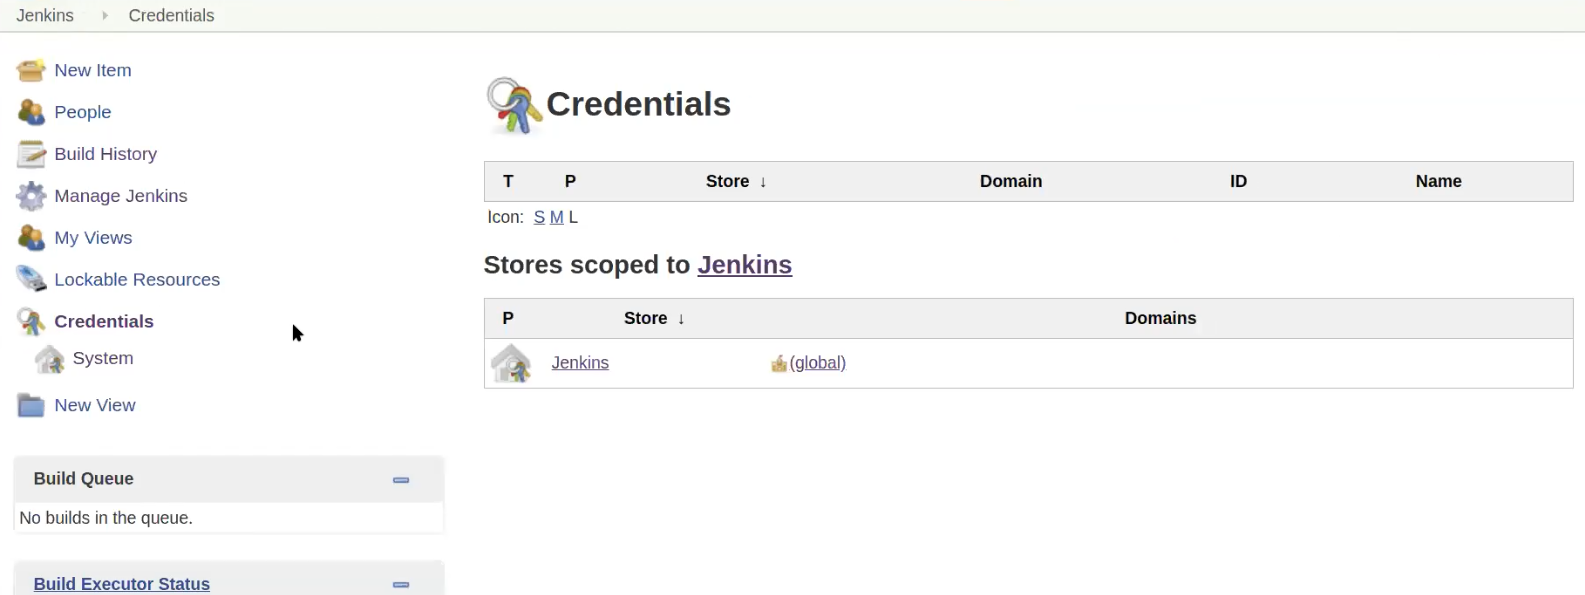 Jenkins Credentials
New Item
People
Build History
Manage Jenkins
My Views
Lockable Resources
Credentials
System
New View
Build Queue
No builds in the queue.
Build Executor Status
Credentials
T P Store ↓ Domain ID Name
Icon: S M L
Stores scoped to Jenkins
P Store ↓ Domains
Jenkins (global)